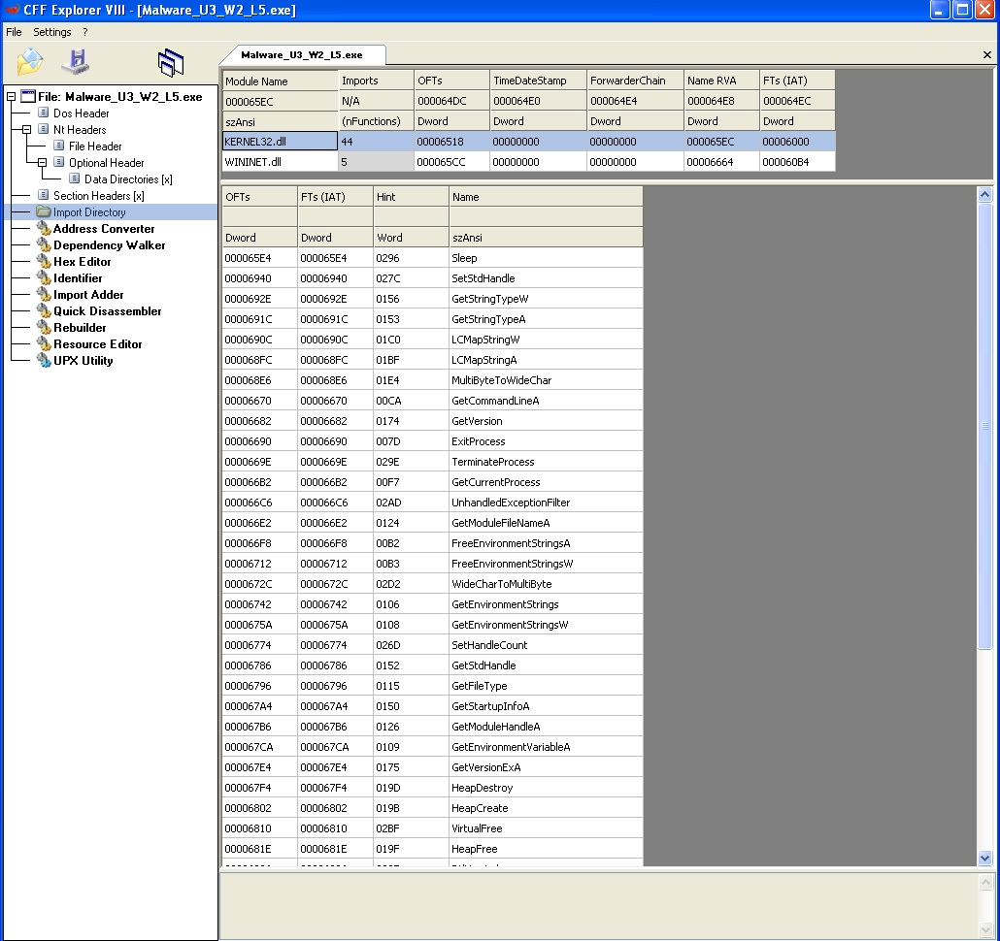 CFF Explorer VIII - [Malware_U3_W2_L5.exe]
File Settings ?
Malware_U3_W2_L5.exe
File: Malware_U3_W2_L5.exe
Dos Header
Nt Headers
File Header
Optional Header
Data Directories [x]
Section Headers [x]
Import Directory
Address Converter
Dependency Walker
Hex Editor
Identifier
Import Adder
Quick Disassembler
Rebuilder
Resource Editor
UPX Utility
Module Name Imports OFTs TimeDateStamp ForwarderChain Name RVA FTs (IAT)
000065EC N/A 000064DC 000064E0 000064E4 000064E8 000064EC
szAnsi (nFunctions) Dword Dword Dword Dword Dword
KERNEL32.dll 44 00006518 00000000 00000000 000065EC 00006000
WININET.dll 5 000065CC 00000000 00000000 00006664 000060B4
OFTs FTs (IAT) Hint Name
Dword Dword Word szAnsi
000065E4 000065E4 0296 Sleep
00006940 00006940 027C SetStdHandle
0000692E 0000692E 0156 GetStringTypeW
0000691C 0000691C 0153 GetStringTypeA
0000690C 0000690C 01C0 LCMapStringW
000068FC 000068FC 01BF LCMapStringA
000068E6 000068E6 01E4 MultiByteToWideChar
00006670 00006670 00CA GetCommandLineA
00006682 00006682 0174 GetVersion
00006690 00006690 007D ExitProcess
0000669E 0000669E 029E TerminateProcess
000066B2 000066B2 00F7 GetCurrentProcess
000066C6 000066C6 02AD UnhandledExceptionFilter
000066E2 000066E2 0124 GetModuleFileNameA
000066F8 000066F8 00B2 FreeEnvironmentStringsA
00006712 00006712 00B3 FreeEnvironmentStringsW
0000672C 0000672C 02D2 WideCharToMultiByte
00006742 00006742 0106 GetEnvironmentStrings
0000675A 0000675A 0108 GetEnvironmentStringsW
00006774 00006774 026D SetHandleCount
00006786 00006786 0152 GetStdHandle
00006796 00006796 0115 GetFileType
000067A4 000067A4 0150 GetStartupInfoA
000067B6 000067B6 0126 GetModuleHandleA
000067CA 000067CA 0109 GetEnvironmentVariableA
000067E4 000067E4 0175 GetVersionExA
000067F4 000067F4 019D HeapDestroy
00006802 00006802 019B HeapCreate
00006810 00006810 02BF VirtualFree
0000681E 0000681E 019F HeapFree